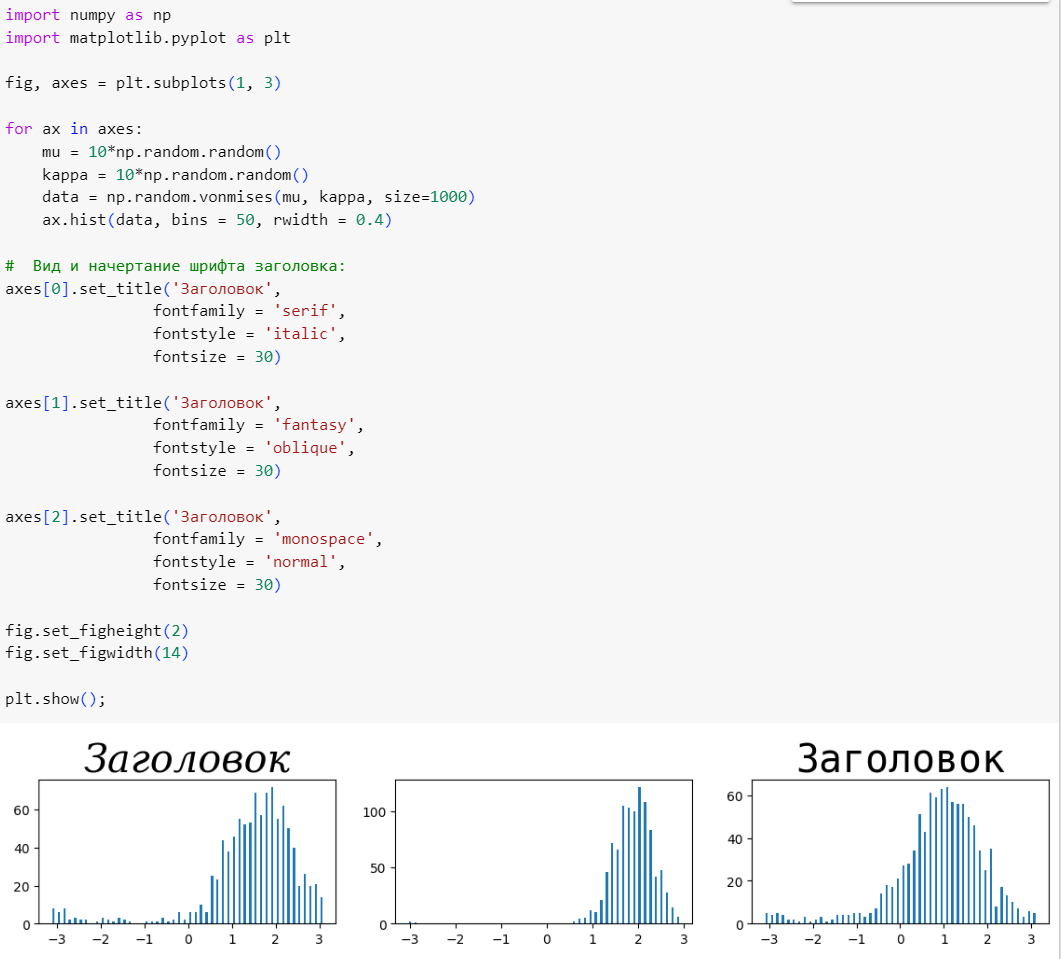 import numpy as np
import matplotlib.pyplot as plt
fig, axes = plt.subplots(1, 3)
for ax in axes:
    mu = 10*np.random.random()
    kappa = 10*np.random.random()
    data = np.random.vonmises(mu, kappa, size=1000)
    ax.hist(data, bins = 50, rwidth = 0.4)
#  Вид и начертание шрифта заголовка:
axes[0].set_title('Заголовок',
                fontfamily = 'serif',
                fontstyle = 'italic',
                fontsize = 30)
axes[1].set_title('Заголовок',
                fontfamily = 'fantasy',
                fontstyle = 'oblique',
                fontsize = 30)
axes[2].set_title('Заголовок',
                fontfamily = 'monospace',
                fontstyle = 'normal',
                fontsize = 30)
fig.set_figheight(2)
fig.set_figwidth(14)
plt.show();
Заголовок
60
40
20
0
−3 −2 −1 0 1 2 3
100
50
0
−3 −2 −1 0 1 2 3
Заголовок
60
40
20
0
−3 −2 −1 0 1 2 3